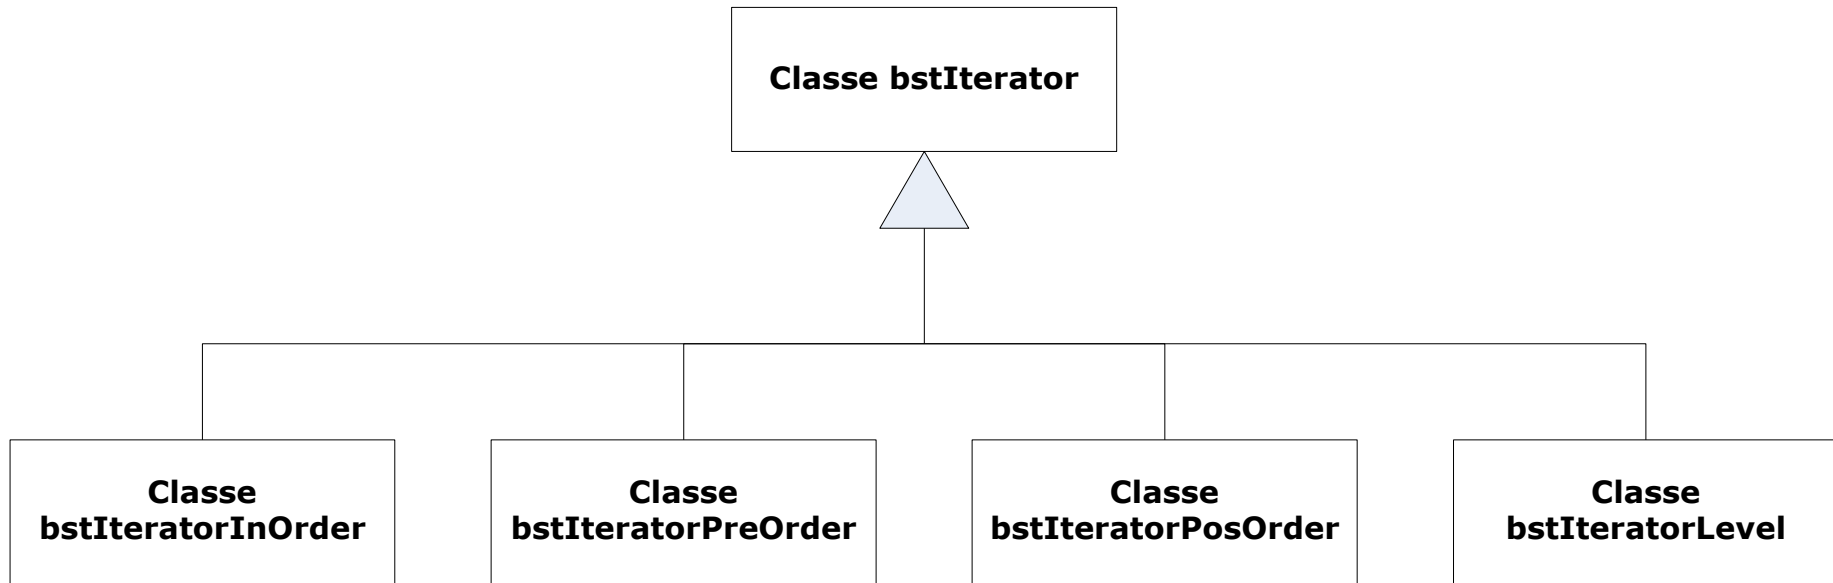 Classe bstIterator
Classe
bstIteratorInOrder
Classe
bstIteratorPreOrder
Classe
bstIteratorPosOrder
Classe
bstIteratorLevel